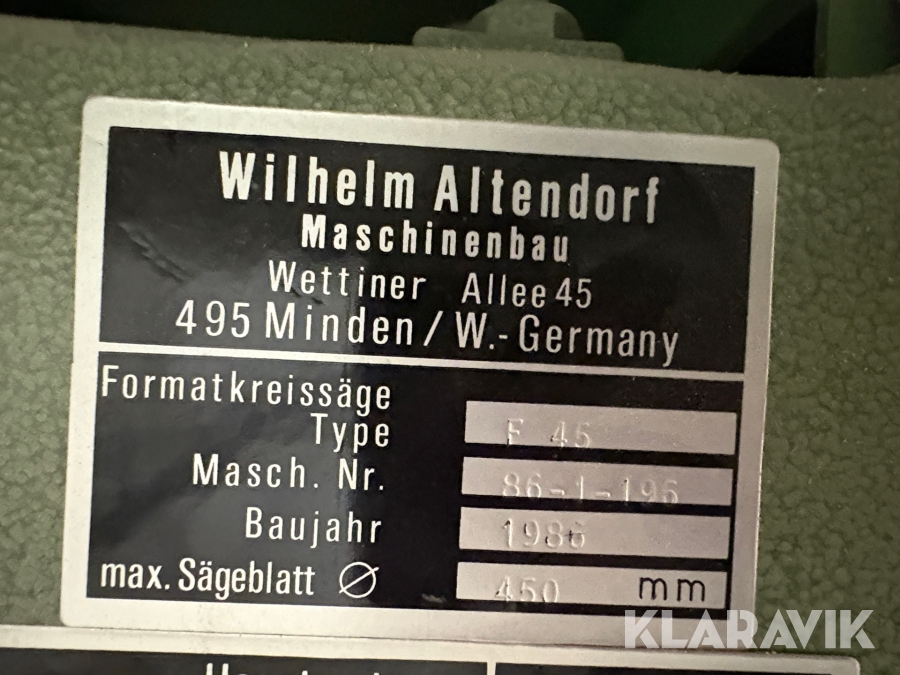 Wilhelm Altendorf
Maschinenbau
Wettiner Allee 45
495 Minden / W.-Germany
Formatkreissäge
Type F 45
Masch. Nr. 86-1-195
Baujahr 1986
max. Sägeblatt ∅ 450 mm
KLARAVIK